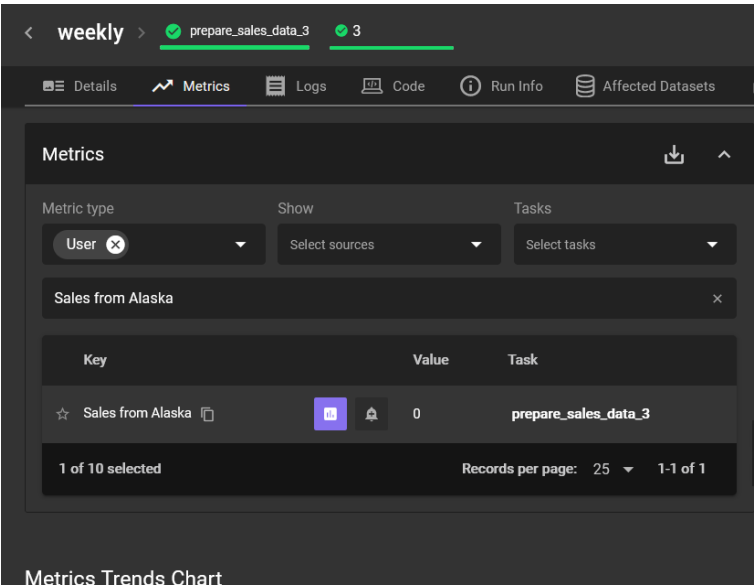 weekly prepare_sales_data_3 3
Details Metrics Logs Code Run Info Affected Datasets
Metrics
Metric type Show Tasks
User Select sources Select tasks
Sales from Alaska
Key Value Task
Sales from Alaska 0 prepare_sales_data_3
1 of 10 selected Records per page: 25 1-1 of 1
Metrics Trends Chart